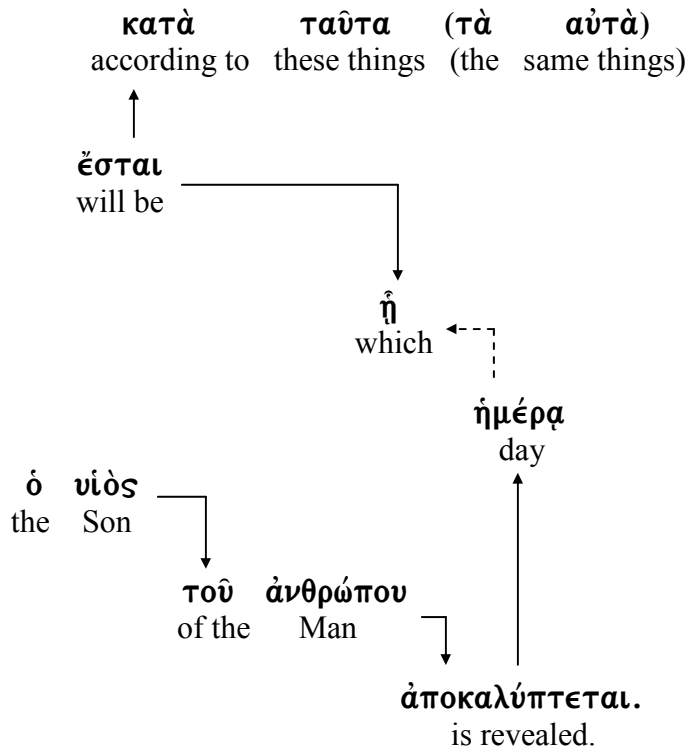 κατὰ ταῦτα (τὰ αὐτὰ)
according to these things (the same things)
ἔσται
will be
ᾗ
which
ἡμέρᾳ
day
ὁ υἱὸς
the Son
τοῦ ἀνθρώπου
of the Man
ἀποκαλύπτεται.
is revealed.